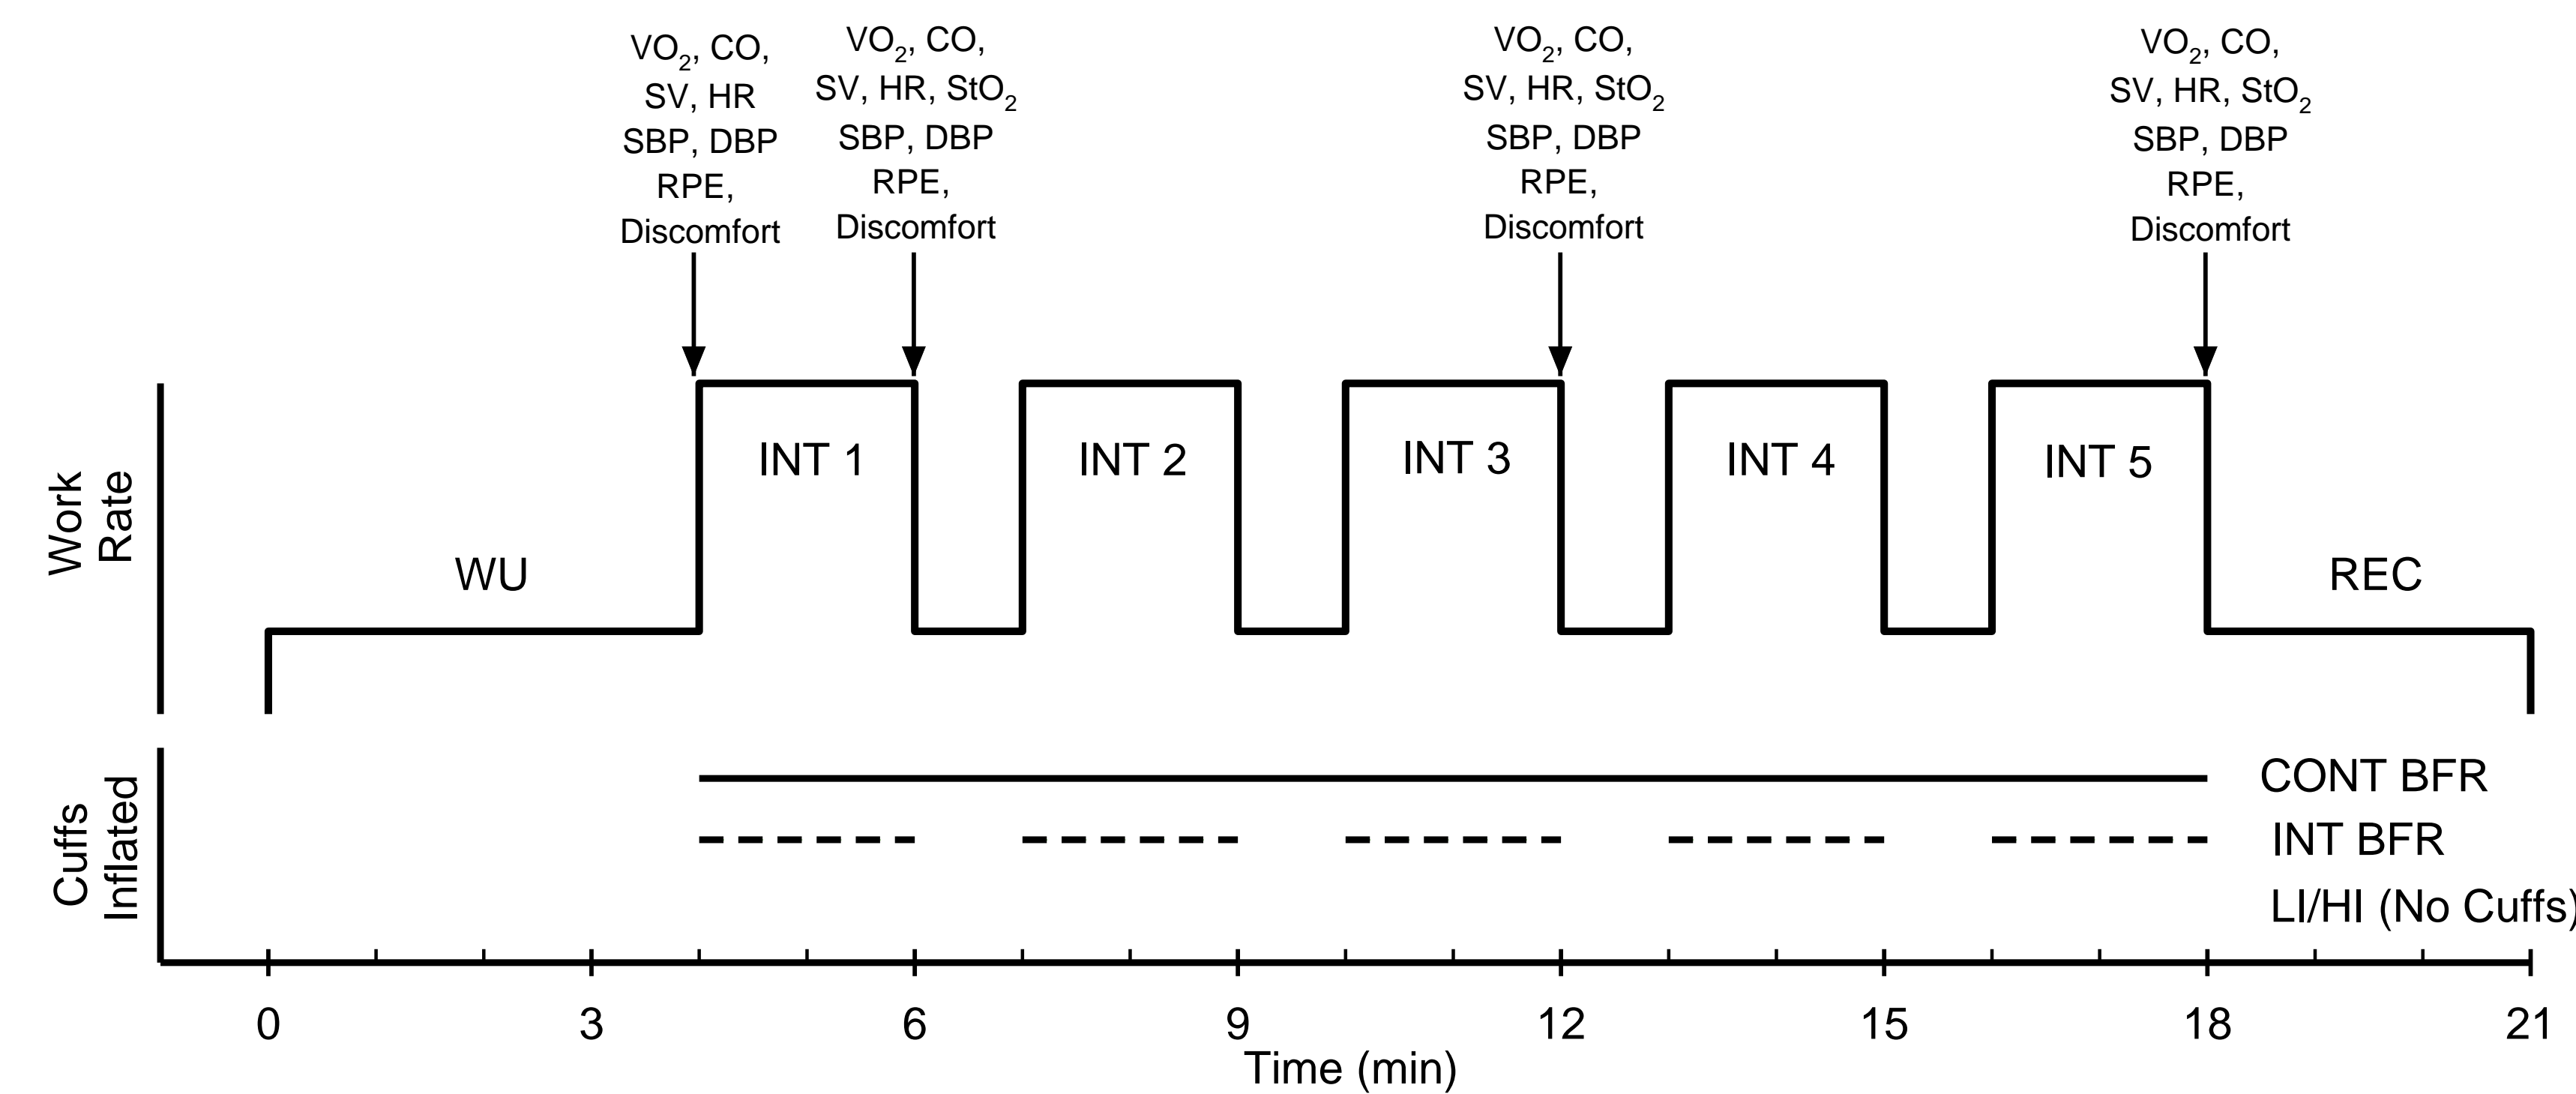 VO2, CO,
SV, HR
SBP, DBP
RPE,
Discomfort
VO2, CO,
SV, HR, StO2
SBP, DBP
RPE,
Discomfort
VO2, CO,
SV, HR, StO2
SBP, DBP
RPE,
Discomfort
VO2, CO,
SV, HR, StO2
SBP, DBP
RPE,
Discomfort
Work
Rate
WU
INT 1
INT 2
INT 3
INT 4
INT 5
REC
Cuffs
Inflated
CONT BFR
INT BFR
LI/HI (No Cuffs)
0 3 6 9 12 15 18 21
Time (min)